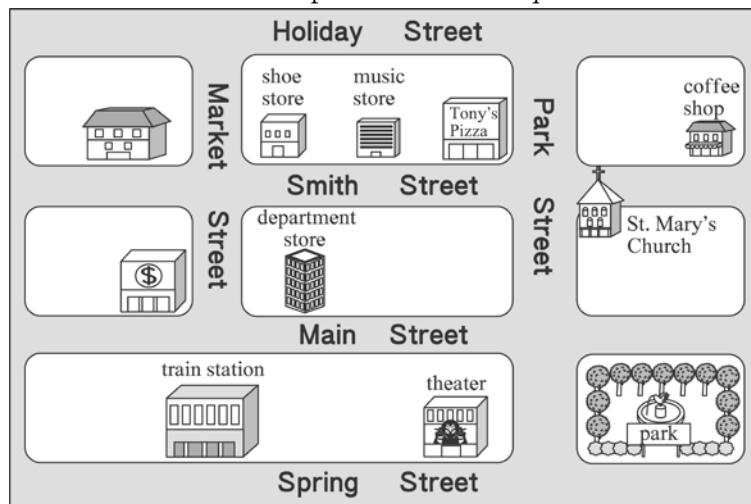 Holiday Street
shoe
store
music
store
Tony's
Pizza
coffee
shop
Market
Street
Park
Street
Smith Street
department
store
St. Mary's
Church
$
Main Street
train station
theater
park
Spring Street